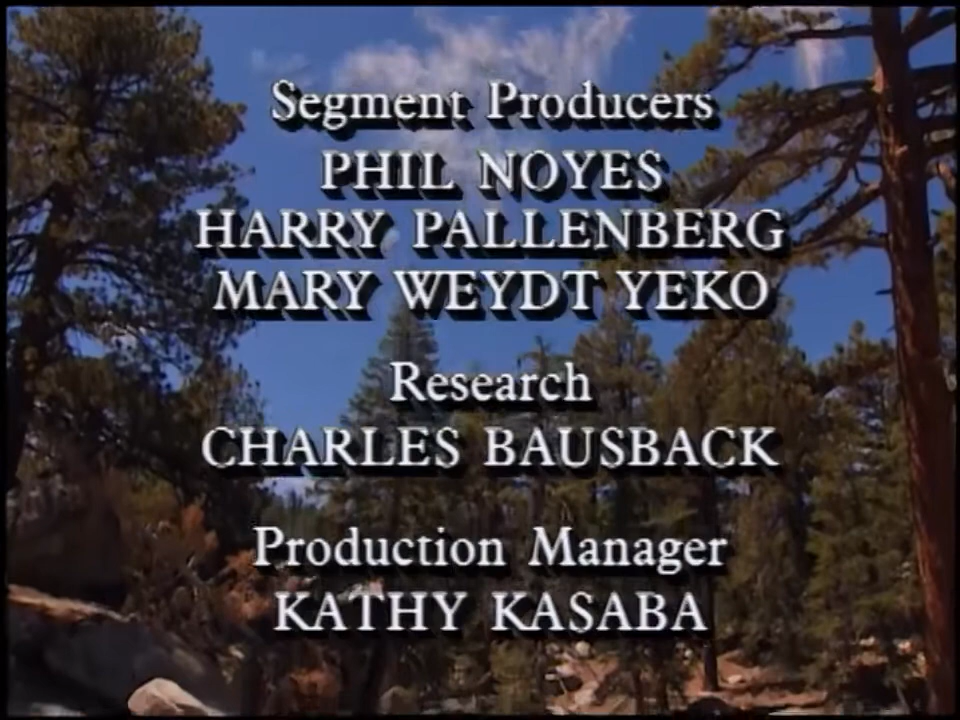 Segment Producers
PHIL NOYES
HARRY PALLENBERG
MARY WEYDT YEKO
Research
CHARLES BAUSBACK
Production Manager
KATHY KASABA